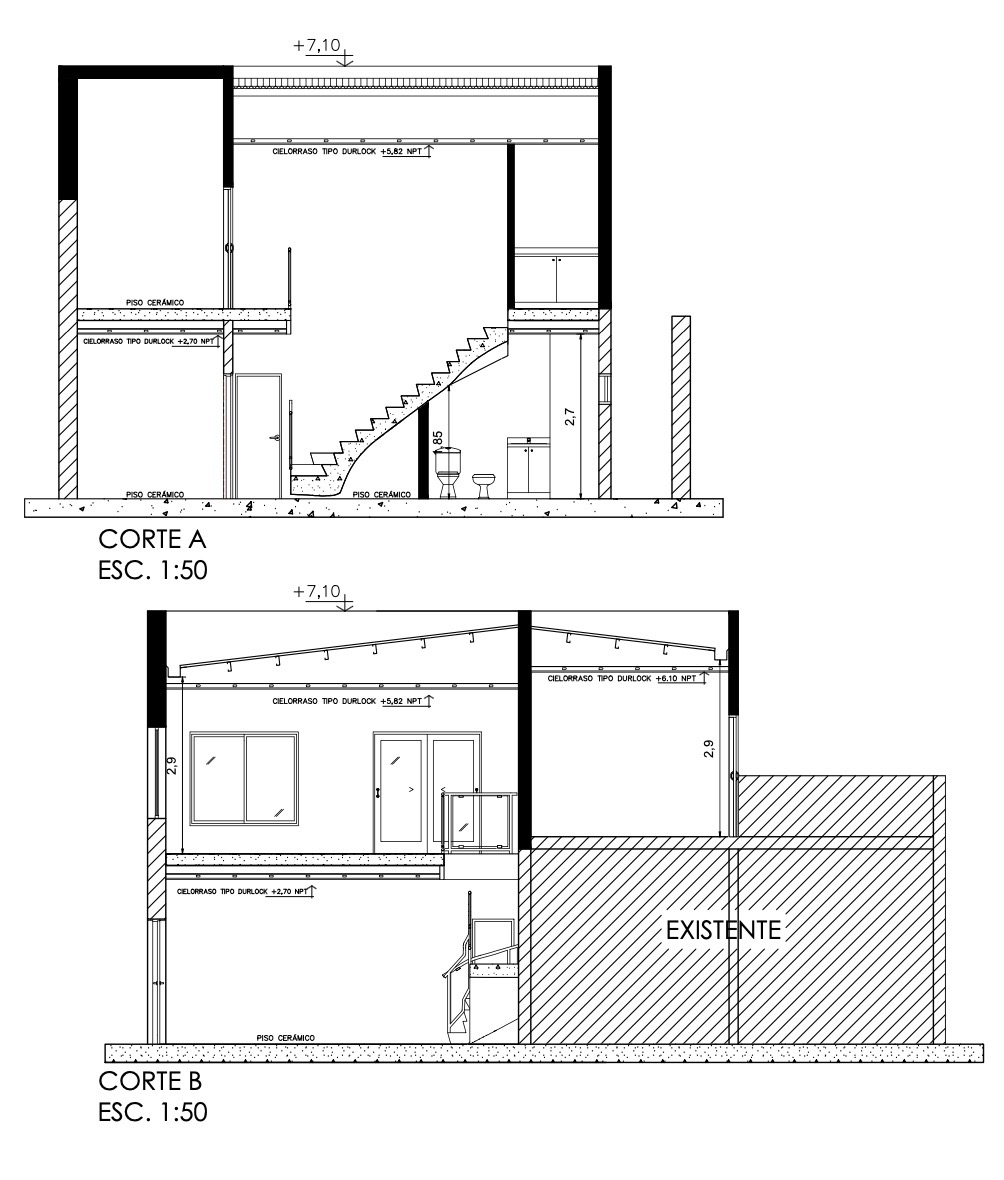 +7,10
CIELORRASO TIPO DURLOCK +5,82 NPT
PISO CERÁMICO
CIELORRASO TIPO DURLOCK +2,70 NPT
2,7
85
PISO CERÁMICO
PISO CERÁMICO
CORTE A
ESC. 1:50
+7,10
CIELORRASO TIPO DURLOCK +6.10 NPT
CIELORRASO TIPO DURLOCK +5,82 NPT
2,9
2,9
CIELORRASO TIPO DURLOCK +2,70 NPT
EXISTENTE
PISO CERÁMICO
CORTE B
ESC. 1:50